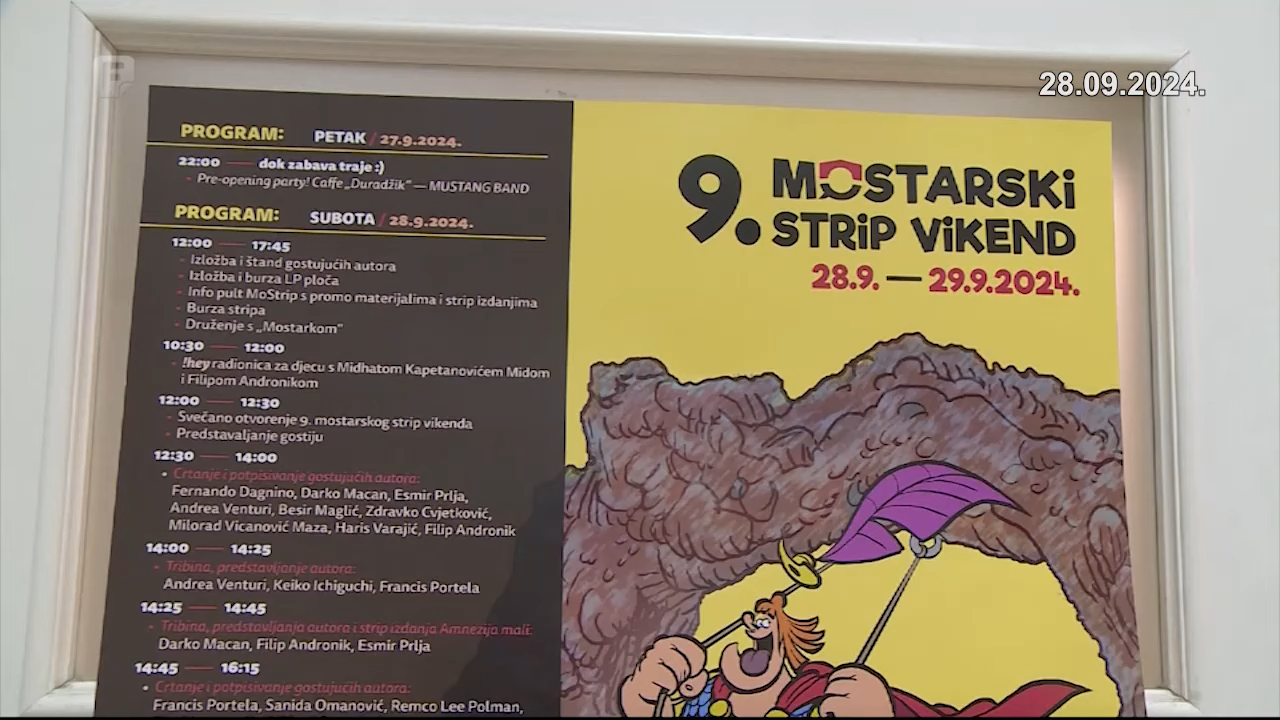 28.09.2024.
PROGRAM: PETAK / 27.9.2024.
22:00 — dok zabava traje :)
- Pre-opening party! Caffe „Duradžik“ — MUSTANG BAND
PROGRAM: SUBOTA / 28.9.2024.
12:00 — 17:45
- Izložba i štand gostujućih autora
- Izložba i burza LP ploča
- Info pult MoStrip s promo materijalima i strip izdanjima
- Burza stripa
- Druženje s „Mostarkom“
10:30 — 12:00
- !hey radionica za djecu s Midhatom Kapetanovićem Midom
i Filipom Andronikom
12:00 — 12:30
- Svečano otvorenje 9. mostarskog strip vikenda
- Predstavaljanje gostiju
12:30 — 14:00
• Crtanje i potpisivanje gostujućih autora:
Fernando Dagnino, Darko Macan, Esmir Prlja,
Andrea Venturi, Besir Maglić, Zdravko Cvjetković,
Milorad Vicanović Maza, Haris Varajić, Filip Andronik
14:00 — 14:25
• Tribina, predstavljanje autora:
Andrea Venturi, Keiko Ichiguchi, Francis Portela
14:25 — 14:45
• Tribina, predstavljanja autora i strip izdanja Amnezija mali:
Darko Macan, Filip Andronik, Esmir Prlja
14:45 — 16:15
• Crtanje i potpisivanje gostujućih autora:
Francis Portela, Sanida Omanović, Remco Lee Polman,
9. MOSTARSKi
STRiP ViKEND
28.9. — 29.9.2024.